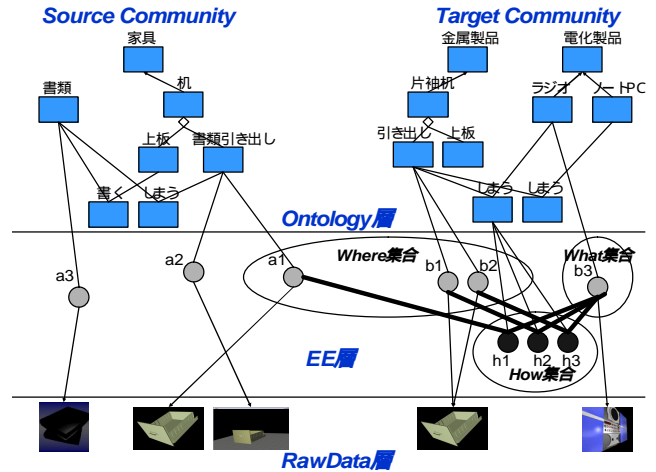 Source Community
Target Community
家具
金属製品
電化製品
書類
机
片袖机
ラジオ
ノートPC
上板
書類引き出し
引き出し
上板
書く
しまう
しまう
しまう
Ontology層
a3
a2
a1
Where集合
b1
b2
What集合
b3
EE層
h1
h2
h3
How集合
RawData層